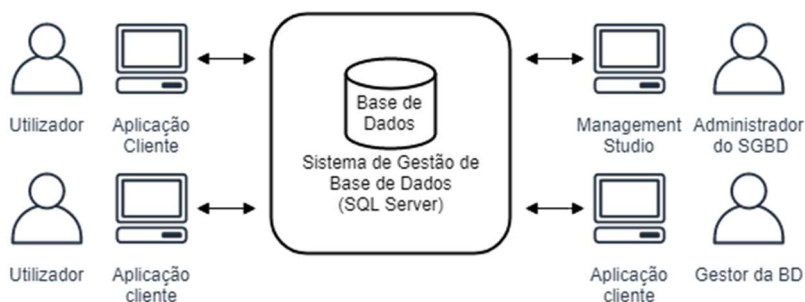 Utilizador
Aplicação
Cliente
Base de
Dados
Sistema de Gestão de
Base de Dados
(SQL Server)
Management
Studio
Administrador
do SGBD
Utilizador
Aplicação
cliente
Aplicação
cliente
Gestor da BD